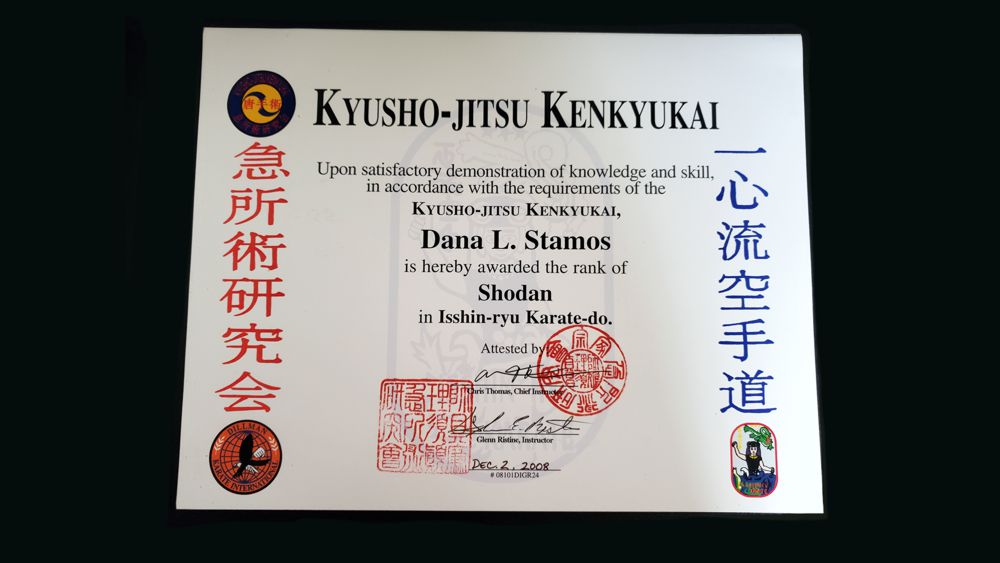 KYUSHO-JITSU KENKYUKAI
唐手術
急所術研究会
一心流空手道
Upon satisfactory demonstration of knowledge and skill,
in accordance with the requirements of the
KYUSHO-JITSU KENKYUKAI,
Dana L. Stamos
is hereby awarded the rank of
Shodan
in Isshin-ryu Karate-do.
Attested by
Chris Thomas, Chief Instructor
Glenn Ristine, Instructor
DEC. 2, 2008
# 08101DIGR24
DILLMAN
KARATE INTERNATIONAL